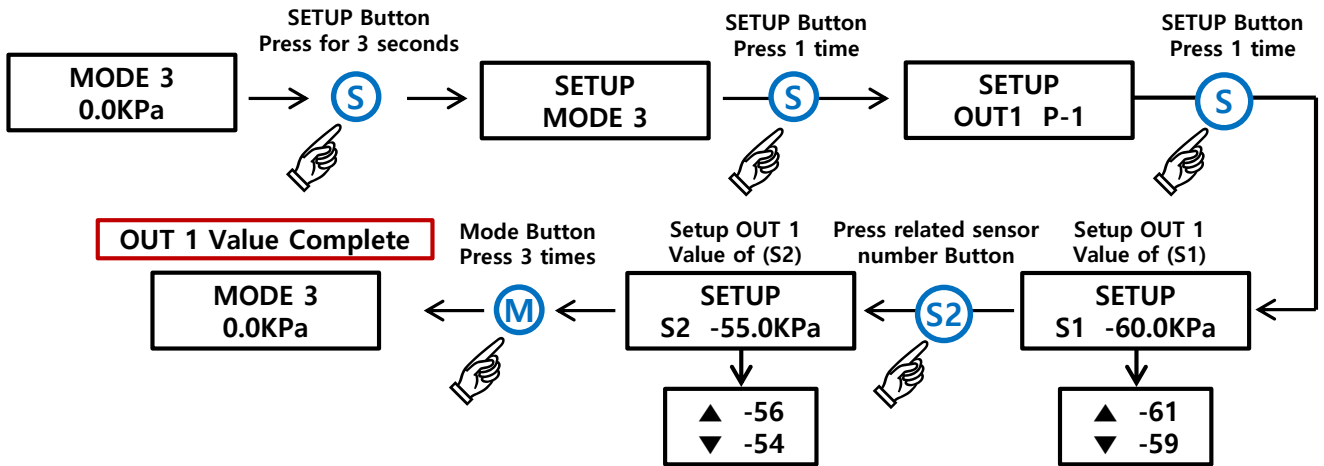 SETUP Button
Press for 3 seconds
SETUP Button
Press 1 time
SETUP Button
Press 1 time
MODE 3
0.0KPa
S
SETUP
MODE 3
S
SETUP
OUT1 P-1
S
OUT 1 Value Complete
Mode Button
Press 3 times
Setup OUT 1
Value of (S2)
Press related sensor
number Button
Setup OUT 1
Value of (S1)
MODE 3
0.0KPa
M
SETUP
S2 -55.0KPa
S2
SETUP
S1 -60.0KPa
▲ -56
▼ -54
▲ -61
▼ -59